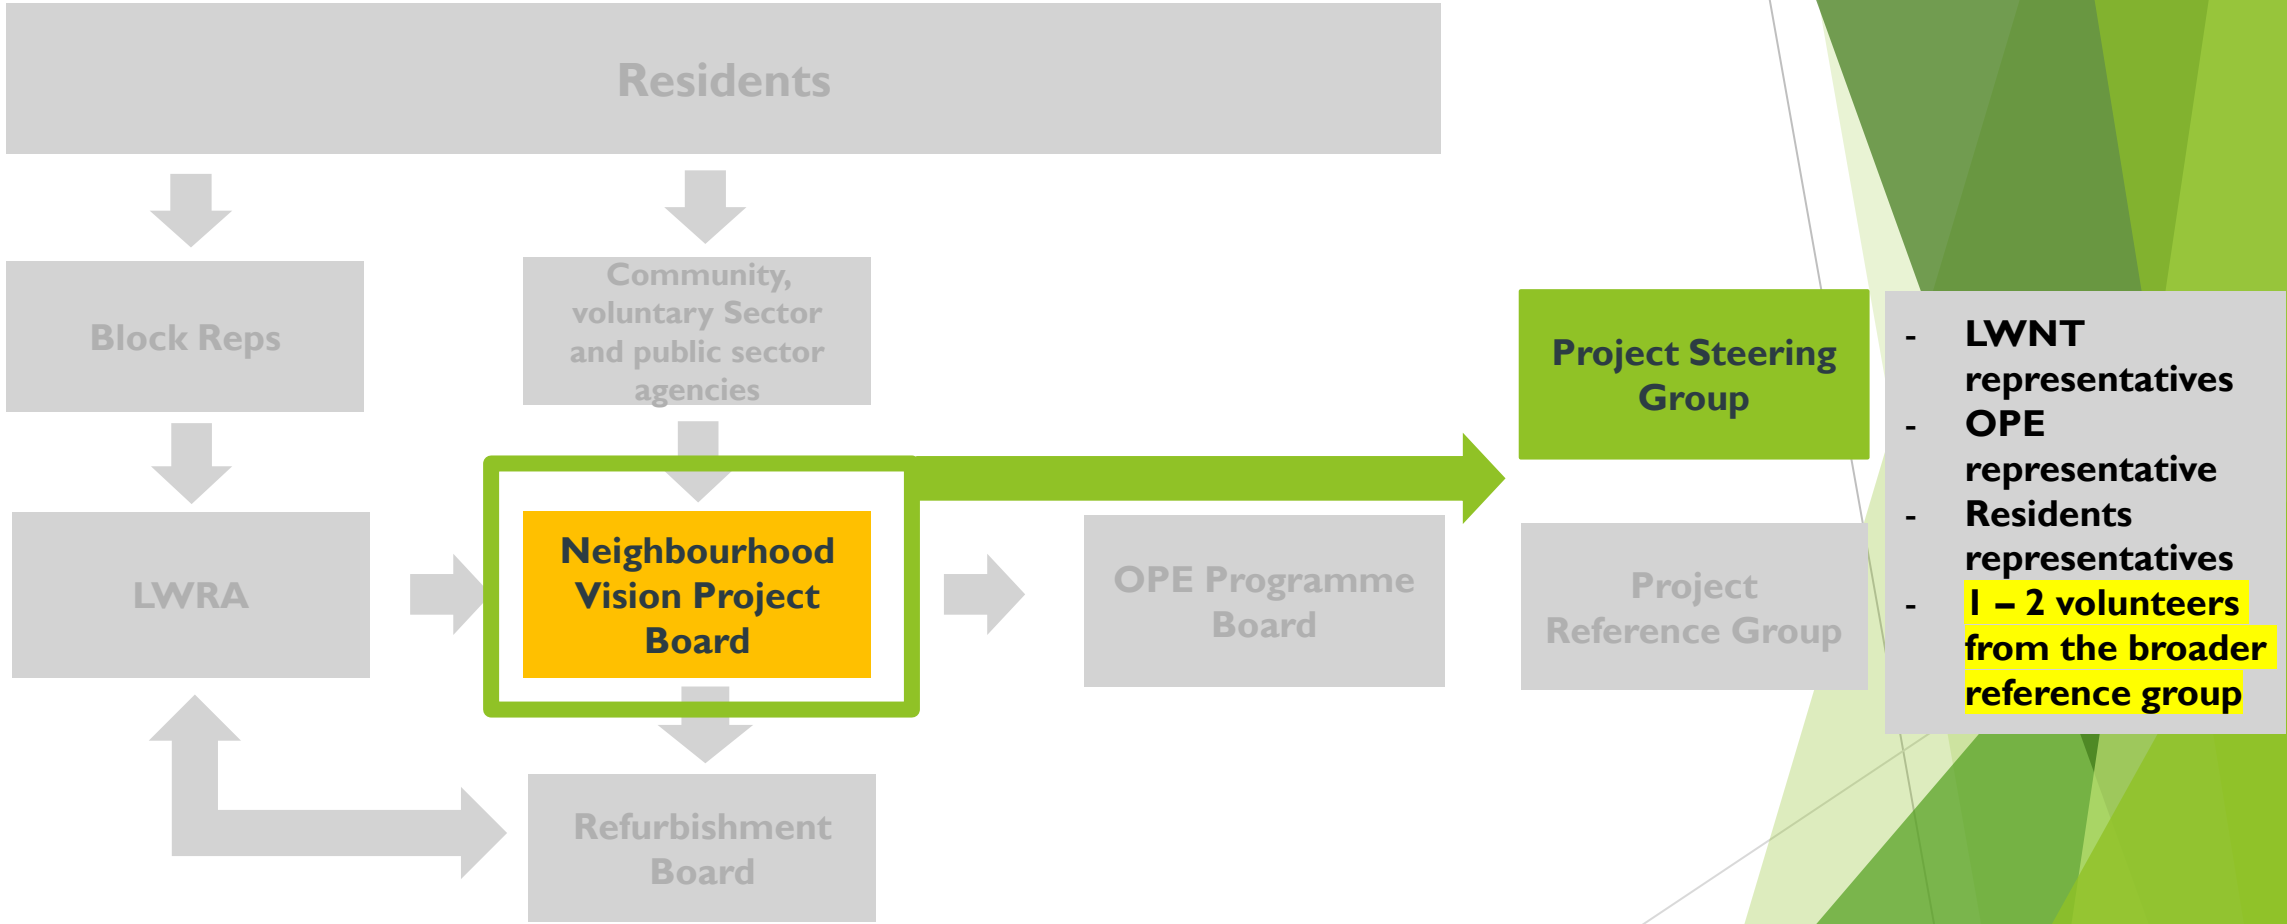 Residents
Block Reps
Community,
voluntary Sector
and public sector
agencies
Project Steering
Group
- LWNT
representatives
- OPE
representative
- Residents
representatives
- 1 – 2 volunteers
from the broader
reference group
LWRA
Neighbourhood
Vision Project
Board
OPE Programme
Board
Project
Reference Group
Refurbishment
Board